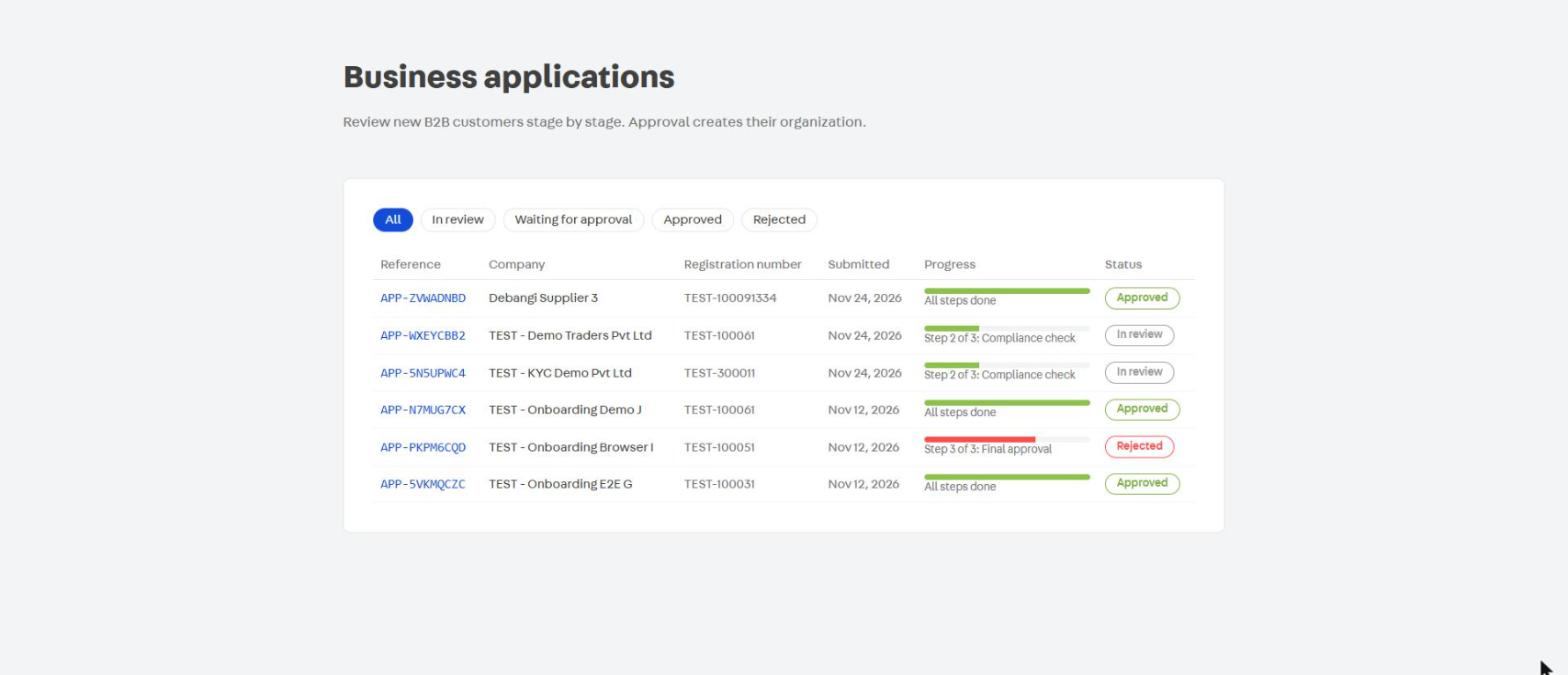 Business applications
Review new B2B customers stage by stage. Approval creates their organization.
All In review Waiting for approval Approved Rejected
Reference Company Registration number Submitted Progress Status
APP-ZVWADNBD Debangi Supplier 3 TEST-100091334 Nov 24, 2026 All steps done Approved
APP-WXEYCBB2 TEST - Demo Traders Pvt Ltd TEST-100061 Nov 24, 2026 Step 2 of 3: Compliance check In review
APP-5N5UPWC4 TEST - KYC Demo Pvt Ltd TEST-300011 Nov 24, 2026 Step 2 of 3: Compliance check In review
APP-N7MUG7CX TEST - Onboarding Demo J TEST-100061 Nov 12, 2026 All steps done Approved
APP-PKPM6CQD TEST - Onboarding Browser I TEST-100051 Nov 12, 2026 Step 3 of 3: Final approval Rejected
APP-5VKMQCZC TEST - Onboarding E2E G TEST-100031 Nov 12, 2026 All steps done Approved